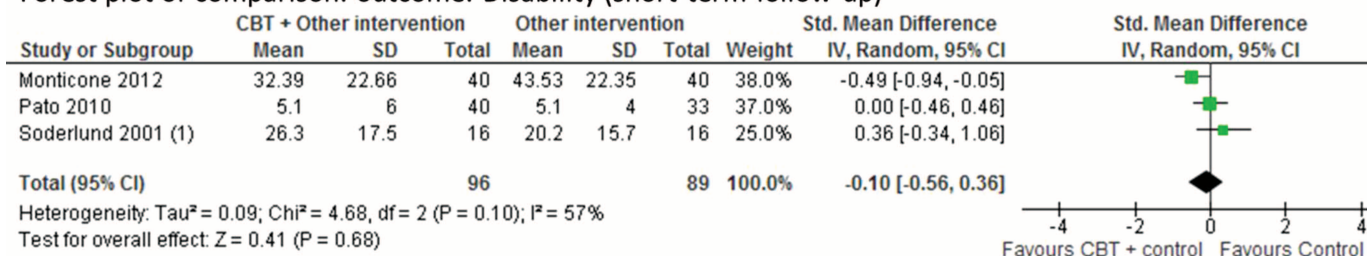 Forest plot of comparison. Outcome: Disability (short-term follow-up)
CBT + Other intervention Other intervention Std. Mean Difference Std. Mean Difference
Study or Subgroup Mean SD Total Mean SD Total Weight IV, Random, 95% CI IV, Random, 95% CI
Monticone 2012 32.39 22.66 40 43.53 22.35 40 38.0% -0.49 [-0.94, -0.05]
Pato 2010 5.1 6 40 5.1 4 33 37.0% 0.00 [-0.46, 0.46]
Soderlund 2001 (1) 26.3 17.5 16 20.2 15.7 16 25.0% 0.36 [-0.34, 1.06]
Total (95% CI) 96 89 100.0% -0.10 [-0.56, 0.36]
Heterogeneity: Tau² = 0.09; Chi² = 4.68, df = 2 (P = 0.10); I² = 57%
Test for overall effect: Z = 0.41 (P = 0.68)
-4 -2 0 2 4
Favours CBT + control Favours Control